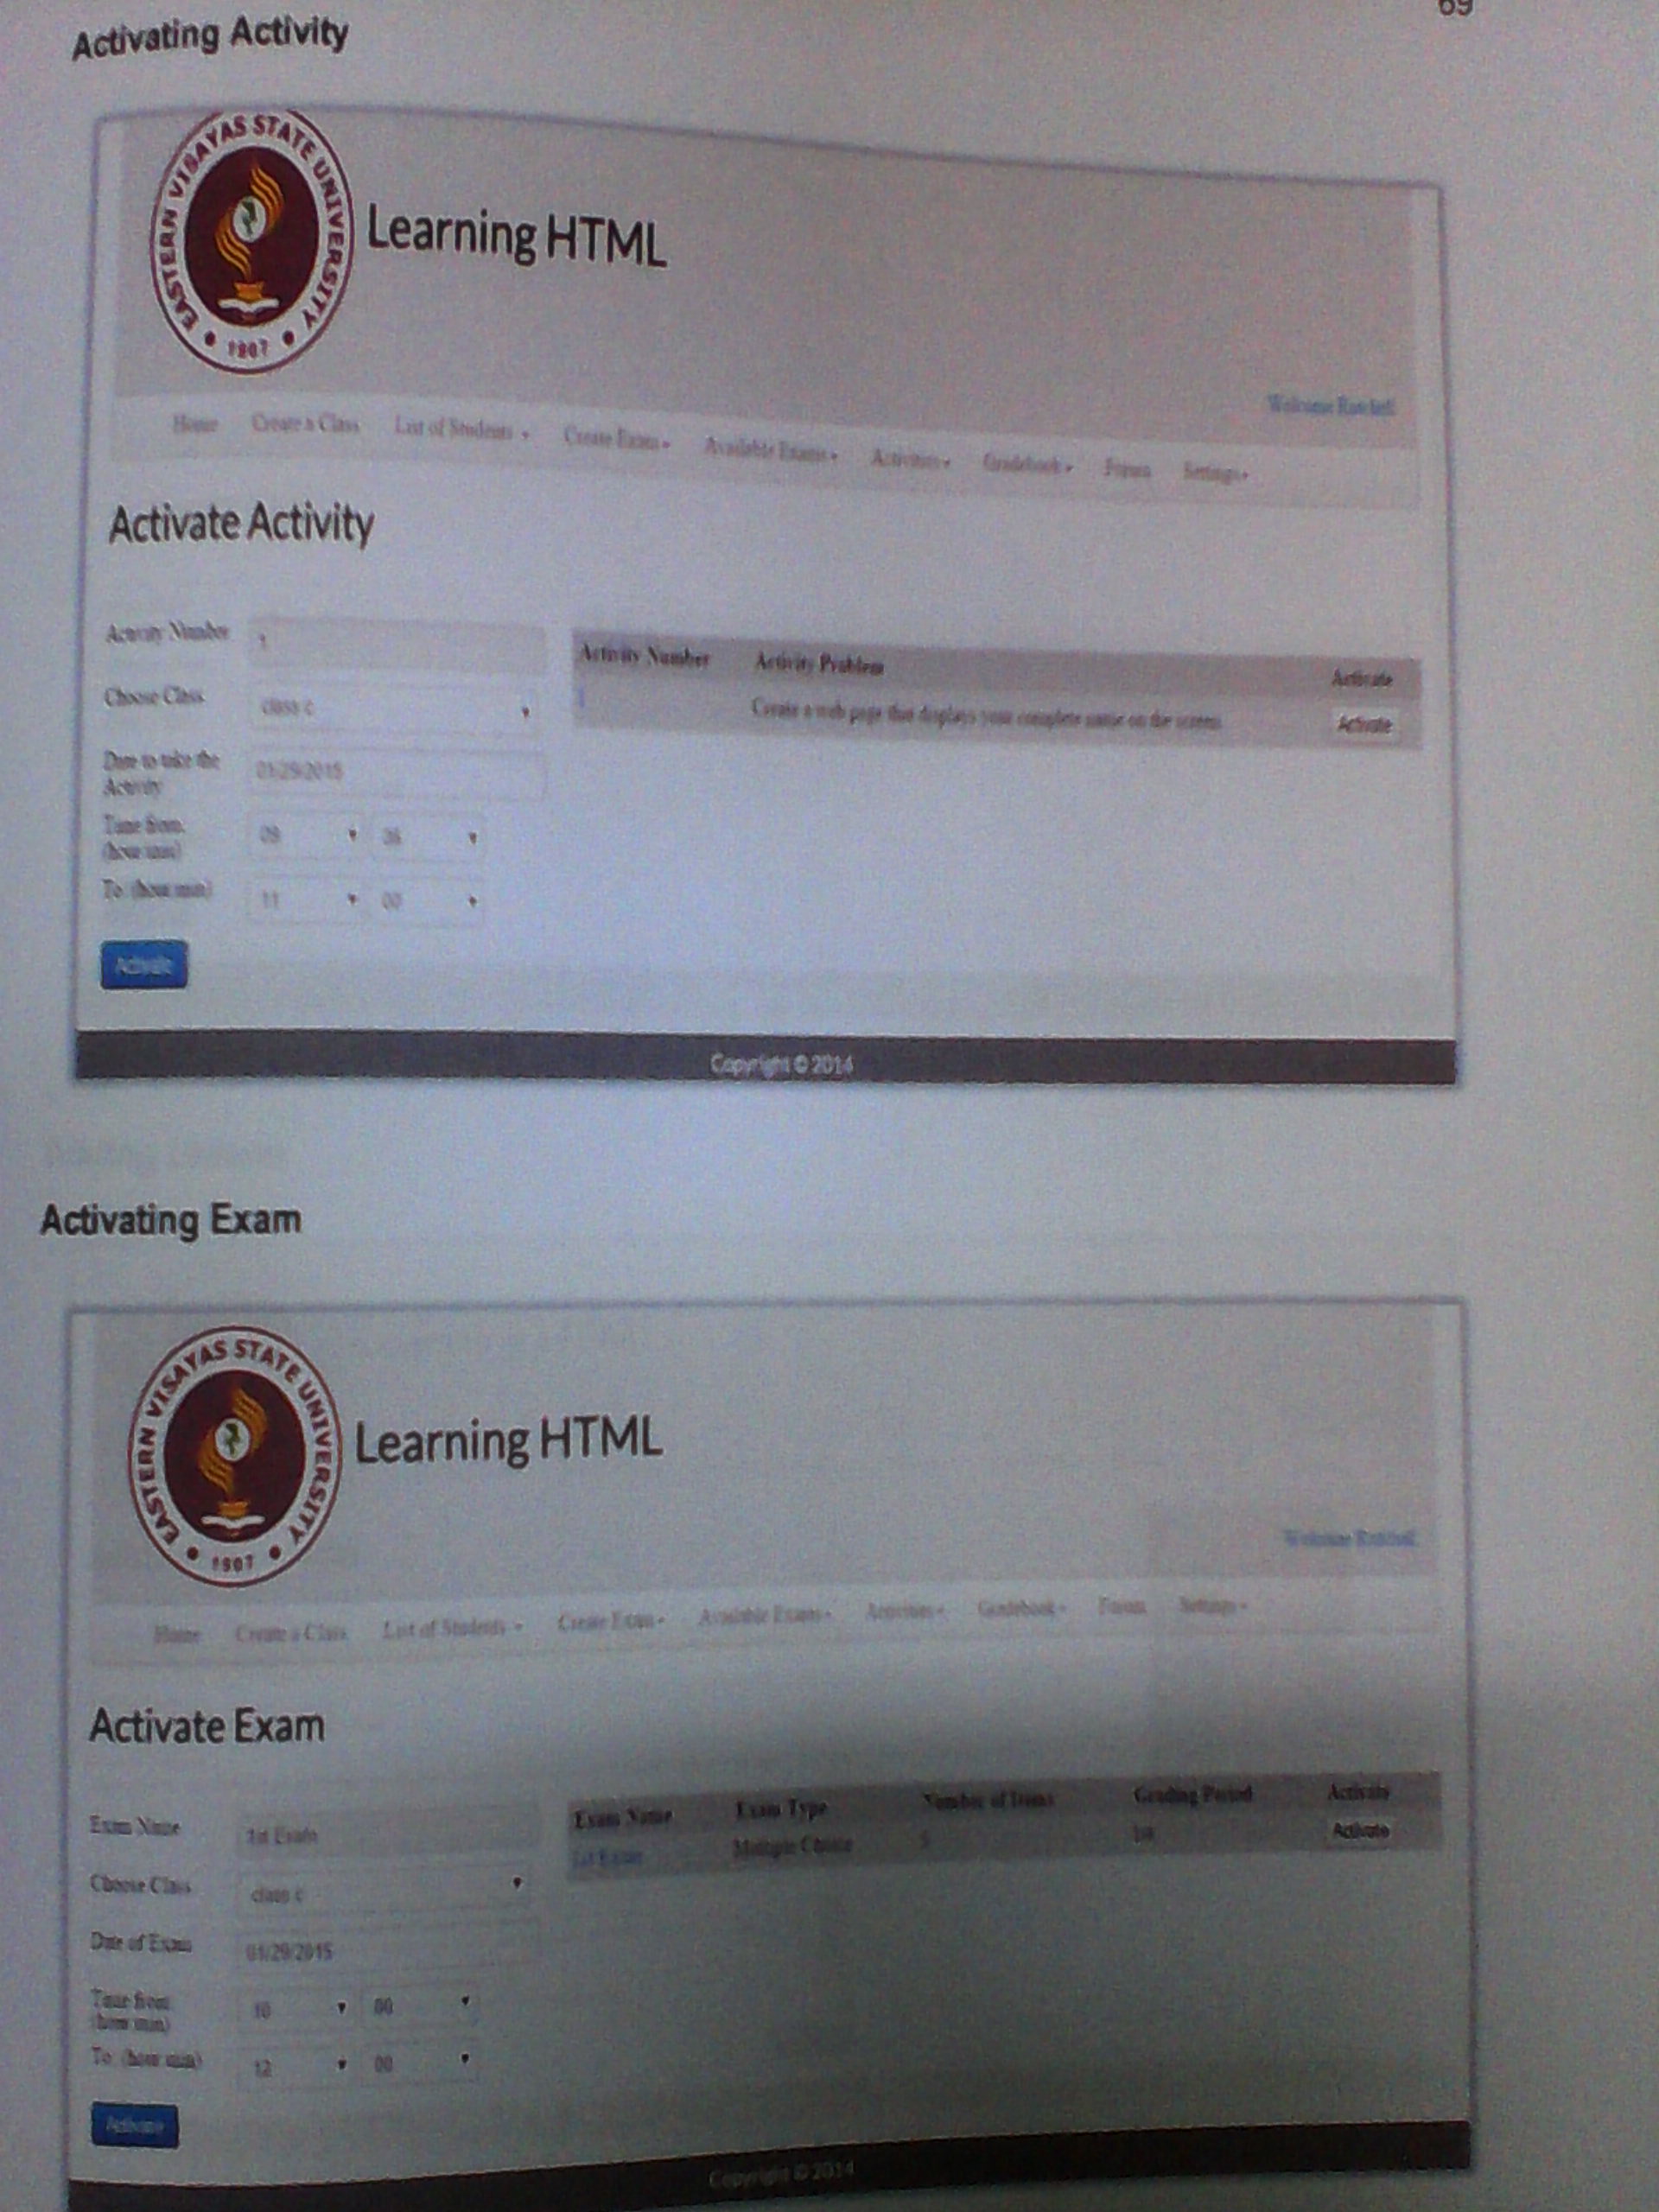 69
Activating Activity
EASTERN VISAYAS STATE UNIVERSITY
1907
Learning HTML
Welcome
Home Create a Class List of Students Create Exam Available Exams Activities Gradebook Forum Settings
Activate Activity
Activity Number 1
Choose Class class c
Date to take the Activity 01/29/2015
Time from: (hour:min) 09
To: (hour:min) 11 00
Activate
Activity Number Activity Problem Activate
1 Create a web page that displays your complete name on the screen. Activate
Copyright © 2014
Activating Exam
EASTERN VISAYAS STATE UNIVERSITY
1907
Learning HTML
Welcome
Home Create a Class List of Students Create Exam Available Exams Activities Gradebook Forum Settings
Activate Exam
Exam Name 1st Exam
Choose Class class c
Date of Exam 01/29/2015
Time from: (hour:min) 10 00
To: (hour:min) 12 00
Activate
Exam Name Exam Type Number of Items Grading Period Activate
1st Exam Multiple Choice 5 Activate
Copyright © 2014